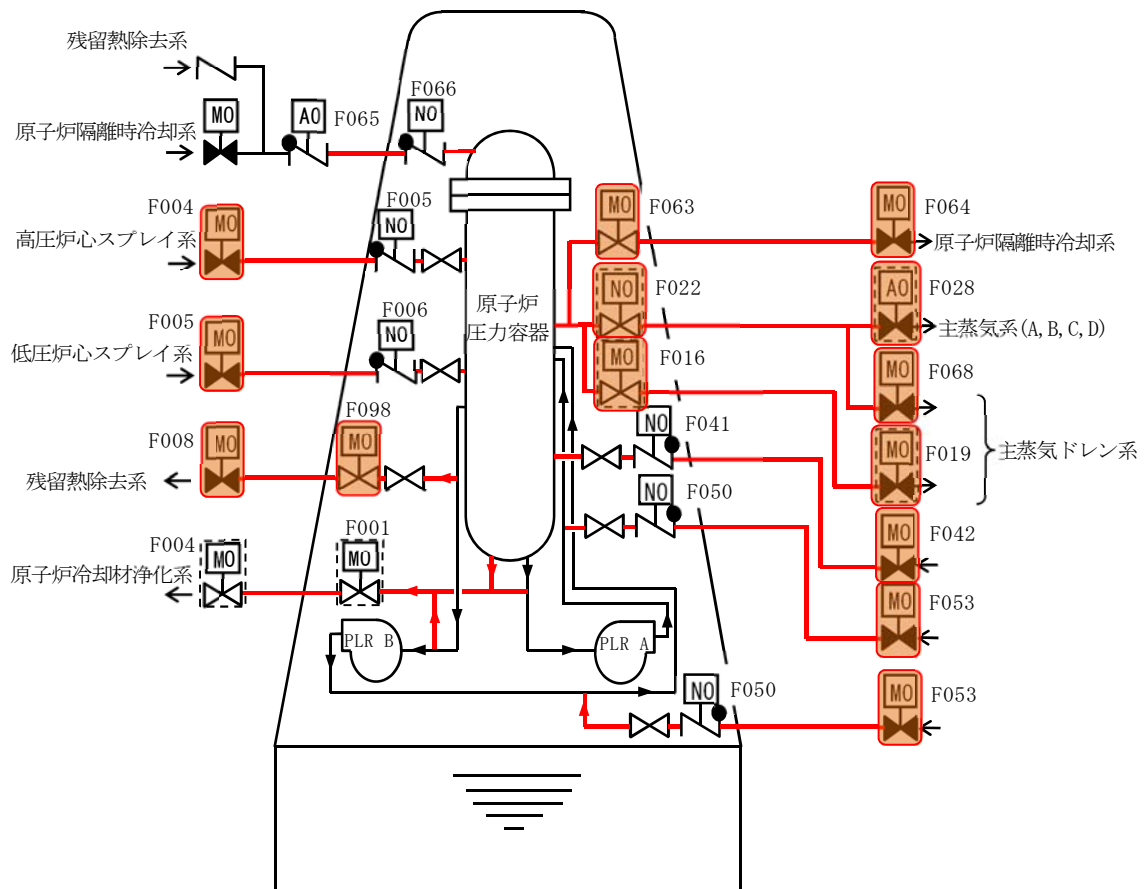 残留熱除去系
F066
MO
AO
F065
NO
原子炉隔離時冷却系
F004
MO
高圧炉心スプレイ系
F005
NO
F005
MO
低圧炉心スプレイ系
F006
NO
F008
MO
残留熱除去系
F098
MO
F004
MO
原子炉冷却材浄化系
F001
MO
原子炉
圧力容器
PLR B
PLR A
MO
F063
MO
F064
原子炉隔離時冷却系
NO
F022
AO
F028
主蒸気系(A,B,C,D)
MO
F016
MO
F068
MO
F019
主蒸気ドレン系
NO
F041
NO
F050
MO
F042
MO
F053
NO
F050
MO
F053